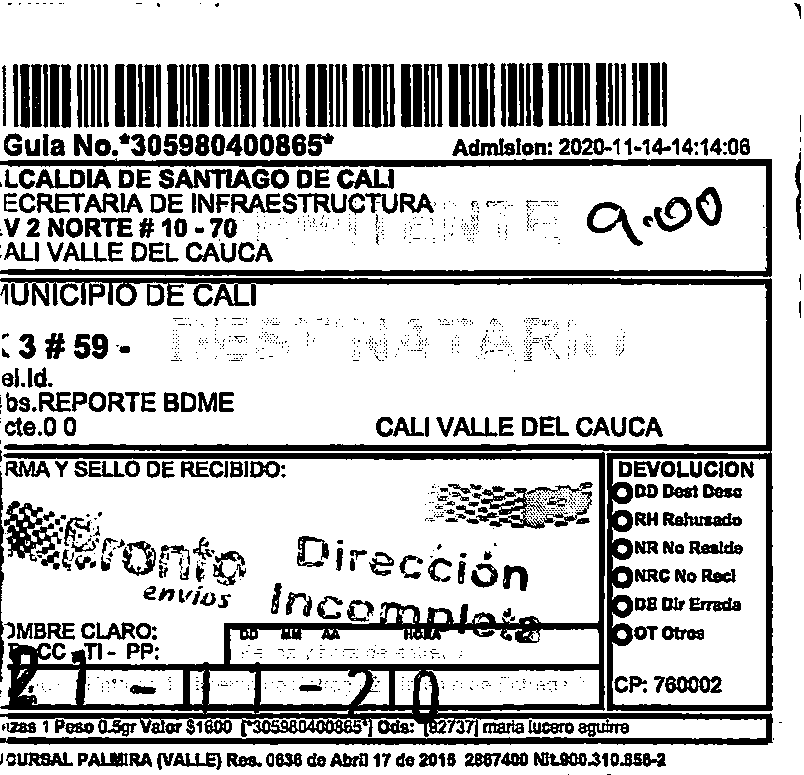 Guia No.*305980400865* Admision: 2020-11-14-14:14:06
LCALDIA DE SANTIAGO DE CALI
ECRETARIA DE INFRAESTRUCTURA
V 2 NORTE # 10 - 70
ALI VALLE DEL CAUCA
9.00
UNICIPIO DE CALI
3 # 59 - DESTINATARIO
el.Id.
bs.REPORTE BDME
cte.0 0 CALI VALLE DEL CAUCA
RMA Y SELLO DE RECIBIDO:
DEVOLUCION
DD Dest Desc
RH Rehusado
NR No Reside
NRC No Recl
DE Dir Errada
OT Otros
CP: 760002
Pronto
envios
Dirección
Incompleta
OMBRE CLARO:
CC - TI - PP:
DD MM AA HORA
21-11-20
zas 1 Peso 0.5gr Valor $1600 [*305980400865*] Ods: [92737] maria lucero aguirre
UCURSAL PALMIRA (VALLE) Res. 0636 de Abril 17 de 2015 2867400 Nit.900.310.856-2